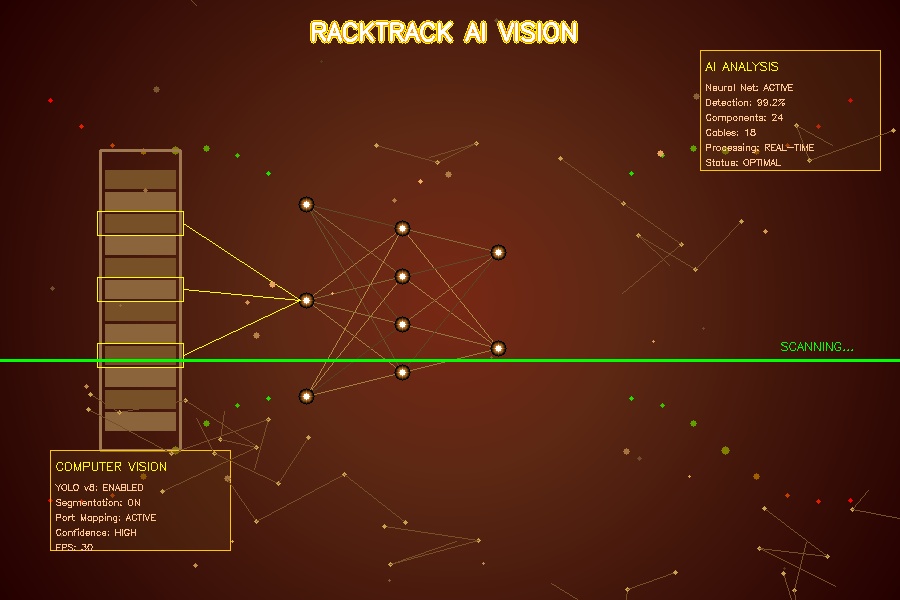 RACKTRACK AI VISION
AI ANALYSIS
Neural Net: ACTIVE
Detection: 99.2%
Components: 24
Cables: 18
Processing: REAL-TIME
Status: OPTIMAL
SCANNING...
COMPUTER VISION
YOLO v8: ENABLED
Segmentation: ON
Port Mapping: ACTIVE
Confidence: HIGH
FPS: 30